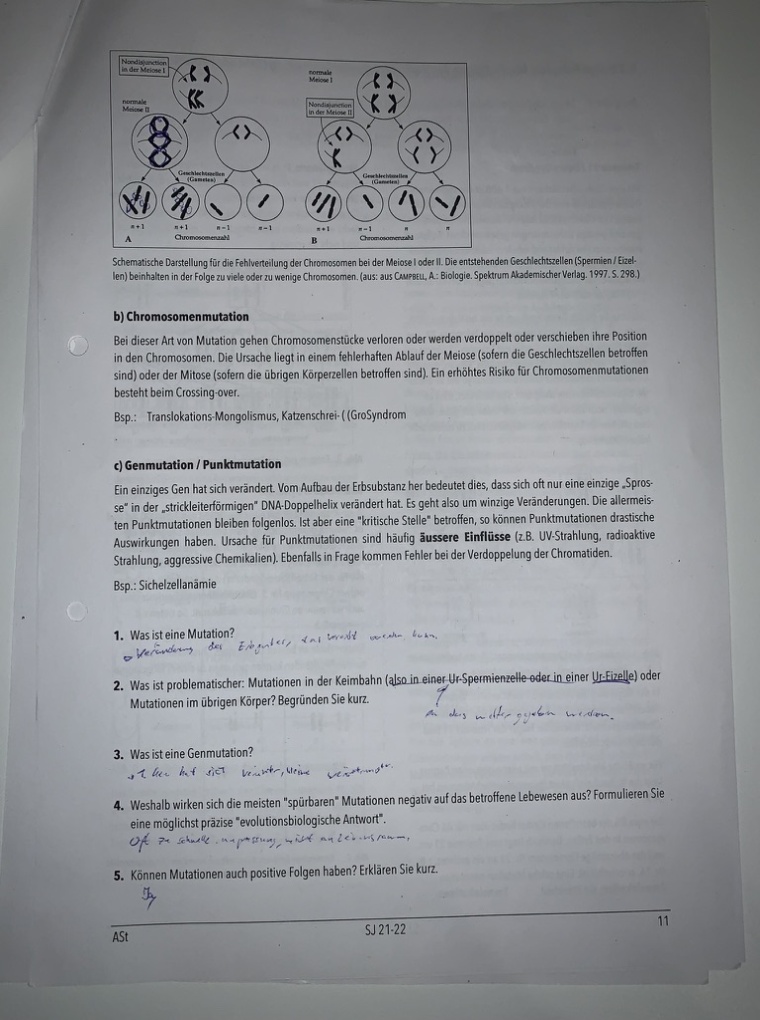 Nondisjunction
in der Meiose I
normale
Meiose I
normale
Meiose II
Nondisjunction
in der Meiose II
Geschlechtszellen
(Gameten)
Geschlechtszellen
(Gameten)
n+1 n+1 n−1 n−1 n+1 n−1 n n
A Chromosomenzahl B Chromosomenzahl
Schematische Darstellung für die Fehlverteilung der Chromosomen bei der Meiose I oder II. Die entstehenden Geschlechtszellen (Spermien / Eizel-
len) beinhalten in der Folge zu viele oder zu wenige Chromosomen. (aus: aus CAMPBELL, A.: Biologie. Spektrum Akademischer Verlag. 1997. S. 298.)
b) Chromosomenmutation
Bei dieser Art von Mutation gehen Chromosomenstücke verloren oder werden verdoppelt oder verschieben ihre Position
in den Chromosomen. Die Ursache liegt in einem fehlerhaften Ablauf der Meiose (sofern die Geschlechtszellen betroffen
sind) oder der Mitose (sofern die übrigen Körperzellen betroffen sind). Ein erhöhtes Risiko für Chromosomenmutationen
besteht beim Crossing-over.
Bsp.: Translokations-Mongolismus, Katzenschrei- ( (GroSyndrom
c) Genmutation / Punktmutation
Ein einziges Gen hat sich verändert. Vom Aufbau der Erbsubstanz her bedeutet dies, dass sich oft nur eine einzige „Spros-
se" in der „strickleiterförmigen" DNA-Doppelhelix verändert hat. Es geht also um winzige Veränderungen. Die allermeis-
ten Punktmutationen bleiben folgenlos. Ist aber eine "kritische Stelle" betroffen, so können Punktmutationen drastische
Auswirkungen haben. Ursache für Punktmutationen sind häufig äussere Einflüsse (z.B. UV-Strahlung, radioaktive
Strahlung, aggressive Chemikalien). Ebenfalls in Frage kommen Fehler bei der Verdoppelung der Chromatiden.
Bsp.: Sichelzellanämie
1. Was ist eine Mutation?
Veränderung des Erbgutes, das vererbt werden kann.
2. Was ist problematischer: Mutationen in der Keimbahn (also in einer Ur-Spermienzelle oder in einer Ur-Eizelle) oder
Mutationen im übrigen Körper? Begründen Sie kurz.
das weiter gegeben werden.
3. Was ist eine Genmutation?
Gen hat sich verändert, kleine
4. Weshalb wirken sich die meisten "spürbaren" Mutationen negativ auf das betroffene Lebewesen aus? Formulieren Sie
eine möglichst präzise "evolutionsbiologische Antwort".
Oft zu schnelle anpassung, nicht
5. Können Mutationen auch positive Folgen haben? Erklären Sie kurz.
Ja
ASt SJ 21-22 11